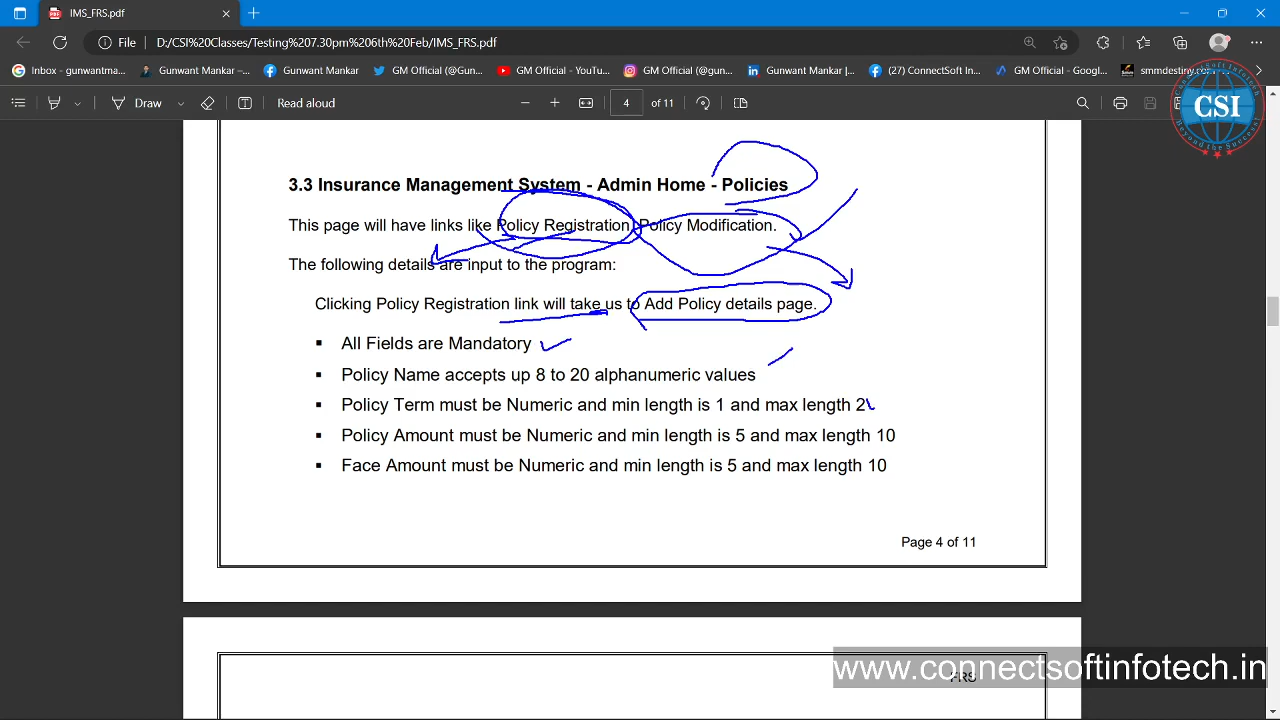 IMS_FRS.pdf
File D:/CSI%20Classes/Testing%207.30pm%206th%20Feb/IMS_FRS.pdf
Inbox - gunwantma... Gunwant Mankar –... Gunwant Mankar GM Official (@Gun... GM Official - YouTu... GM Official (@gun... Gunwant Mankar |... (27) ConnectSoft In... GM Official - Googl... smmdestiny.com
Draw Read aloud 4 of 11
CSI
Beyond the Success!
3.3 Insurance Management System - Admin Home - Policies
This page will have links like Policy Registration, Policy Modification.
The following details are input to the program:
Clicking Policy Registration link will take us to Add Policy details page.
▪ All Fields are Mandatory
▪ Policy Name accepts up 8 to 20 alphanumeric values
▪ Policy Term must be Numeric and min length is 1 and max length 2
▪ Policy Amount must be Numeric and min length is 5 and max length 10
▪ Face Amount must be Numeric and min length is 5 and max length 10
Page 4 of 11
www.connectsoftinfotech.in
FRS